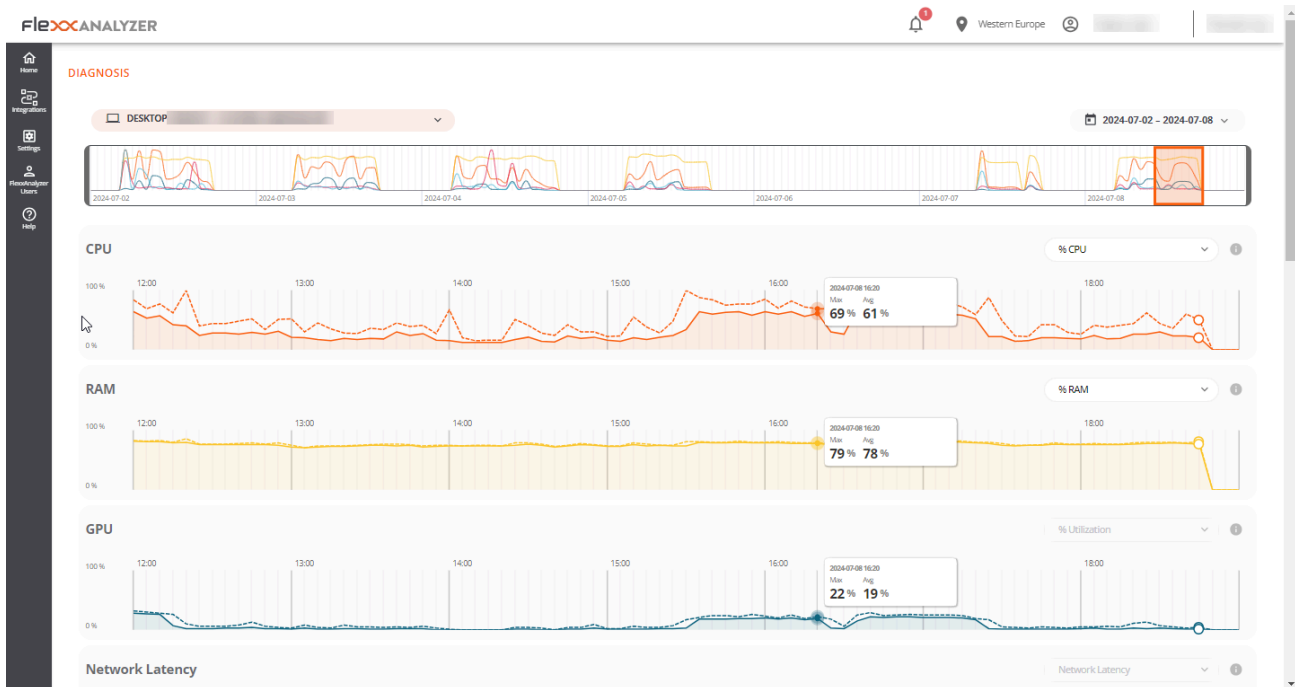 FlexxANALYZER
1
Western Europe
Home
Integrations
Settings
FlexxAnalyzer
Users
Help
DIAGNOSIS
DESKTOP
2024-07-02 - 2024-07-08
2024-07-02 2024-07-03 2024-07-04 2024-07-05 2024-07-06 2024-07-07 2024-07-08
CPU
% CPU
100 %
12:00 13:00 14:00 15:00 16:00 18:00
2024-07-08 16:20
Max Avg
69 % 61 %
0 %
RAM
% RAM
100 %
12:00 13:00 14:00 15:00 16:00 18:00
2024-07-08 16:20
Max Avg
79 % 78 %
0 %
GPU
% Utilization
100 %
12:00 13:00 14:00 15:00 16:00 18:00
2024-07-08 16:20
Max Avg
22 % 19 %
0 %
Network Latency
Network Latency